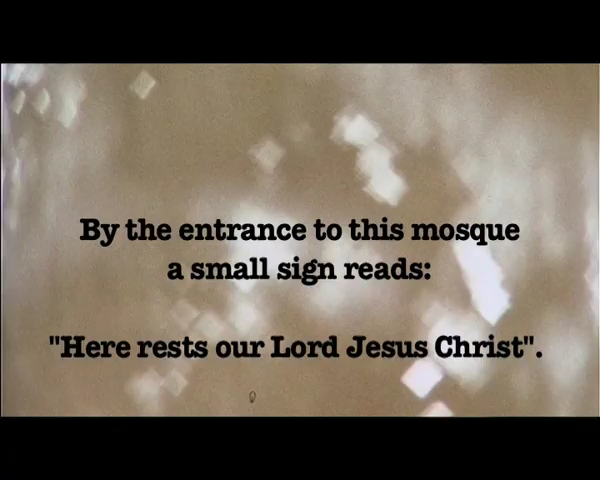 By the entrance to this mosque
a small sign reads:
"Here rests our Lord Jesus Christ".